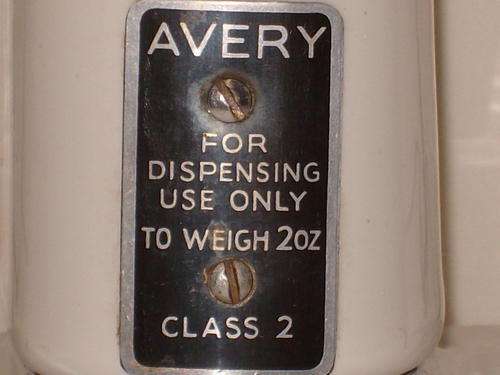 AVERY
FOR
DISPENSING
USE ONLY
TO WEIGH 2OZ
CLASS 2